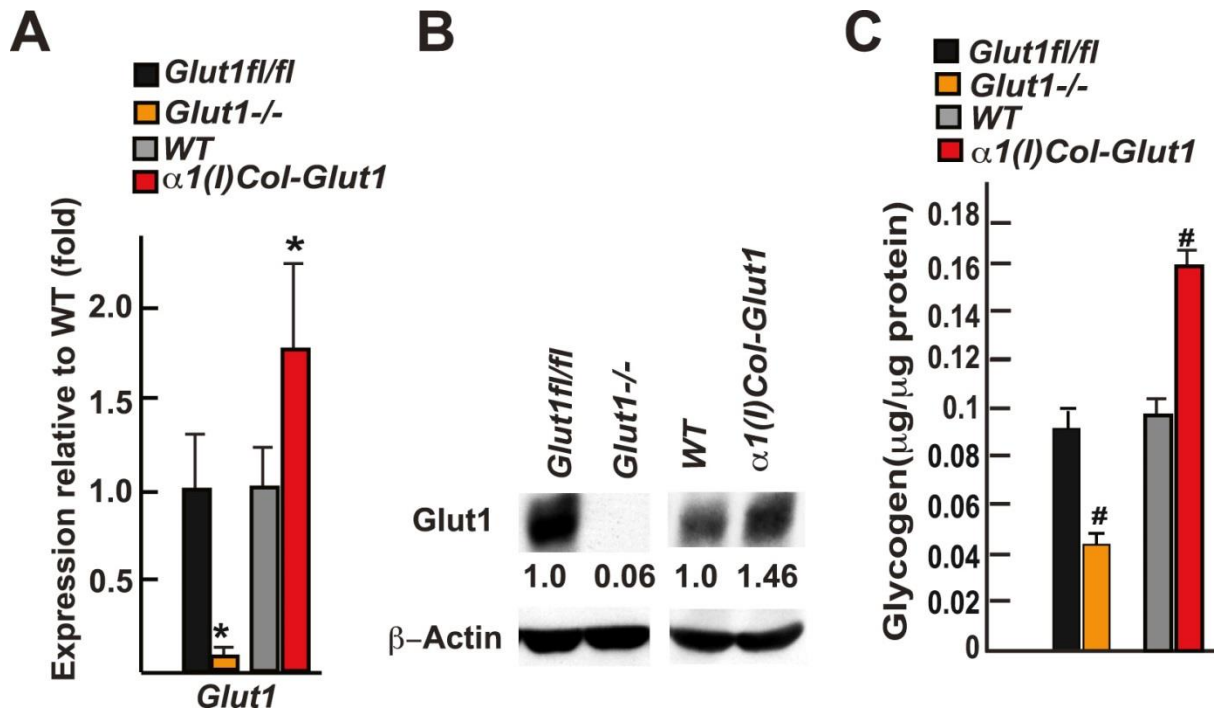 A
Glut1fl/fl
Glut1-/-
WT
α1(I)Col-Glut1
Expression relative to WT (fold)
2.0
1.5
1.0
0.5
*
*
Glut1
B
Glut1fl/fl
Glut1-/-
WT
α1(I)Col-Glut1
Glut1
1.0 0.06 1.0 1.46
β-Actin
C
Glut1fl/fl
Glut1-/-
WT
α1(I)Col-Glut1
Glycogen(μg/μg protein)
0.18
0.16
0.14
0.12
0.1
0.08
0.06
0.04
0.02
0
#
#